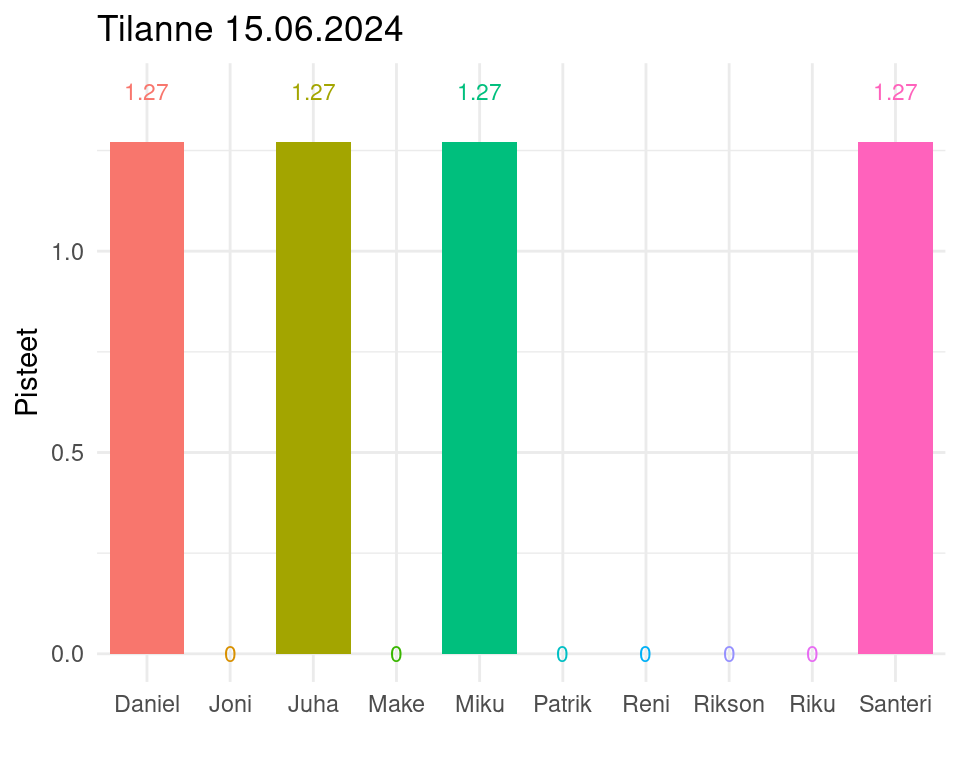 Tilanne 15.06.2024
1.27 1.27 1.27 1.27
1.0
Pisteet
0.5
0.0 0 0 0 0 0 0
Daniel Joni Juha Make Miku Patrik Reni Rikson Riku Santeri